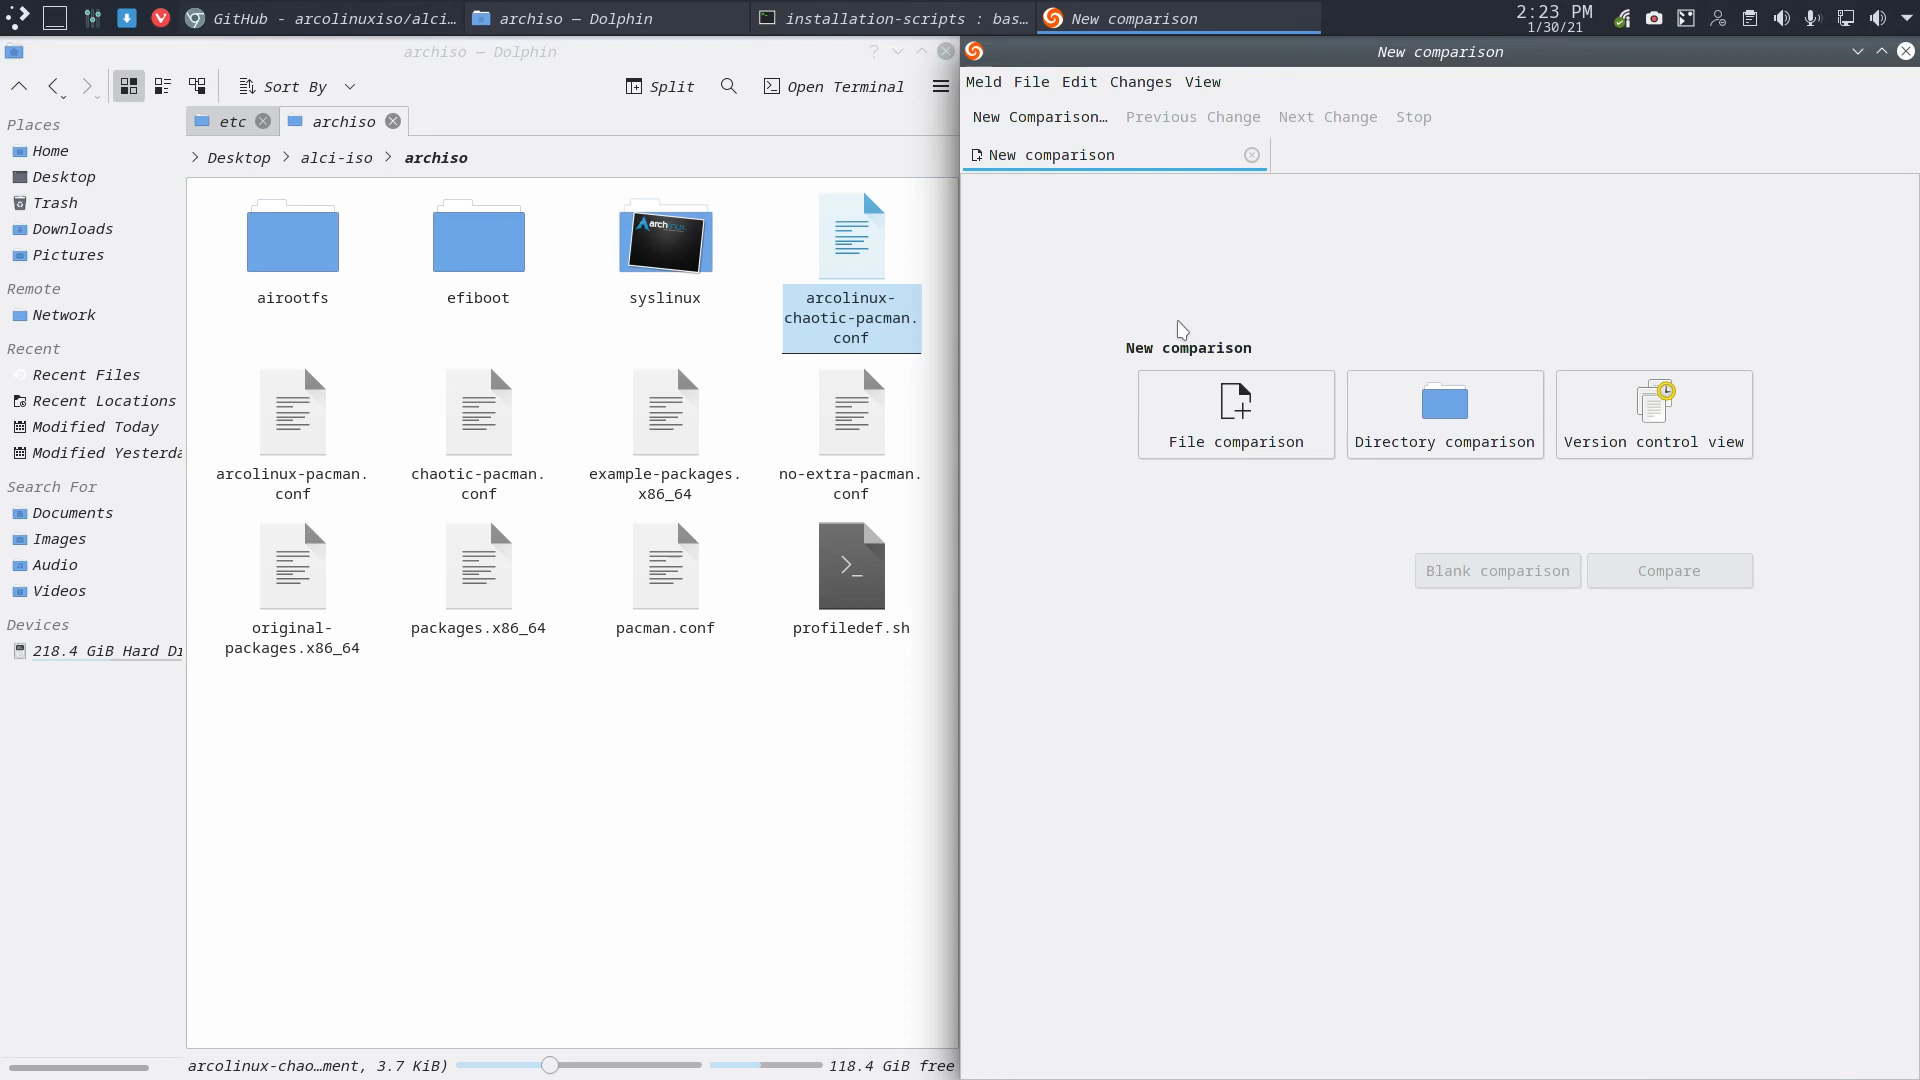 GitHub - arcolinuxiso/alci…
archiso — Dolphin
installation-scripts : bas…
New comparison
2:23 PM
1/30/21
archiso — Dolphin
Sort By
Split
Open Terminal
etc
archiso
Desktop
alci-iso
archiso
Places
Home
Desktop
Trash
Downloads
Pictures
Remote
Network
Recent
Recent Files
Recent Locations
Modified Today
Modified Yesterda
Search For
Documents
Images
Audio
Videos
Devices
218.4 GiB Hard Dr
airootfs
efiboot
syslinux
arcolinux-
chaotic-pacman.
conf
arcolinux-pacman.
conf
chaotic-pacman.
conf
example-packages.
x86_64
no-extra-pacman.
conf
original-
packages.x86_64
packages.x86_64
pacman.conf
profiledef.sh
arcolinux-chao…ment, 3.7 KiB)
118.4 GiB free
New comparison
Meld File Edit Changes View
New Comparison… Previous Change Next Change Stop
New comparison
New comparison
File comparison
Directory comparison
Version control view
Blank comparison
Compare